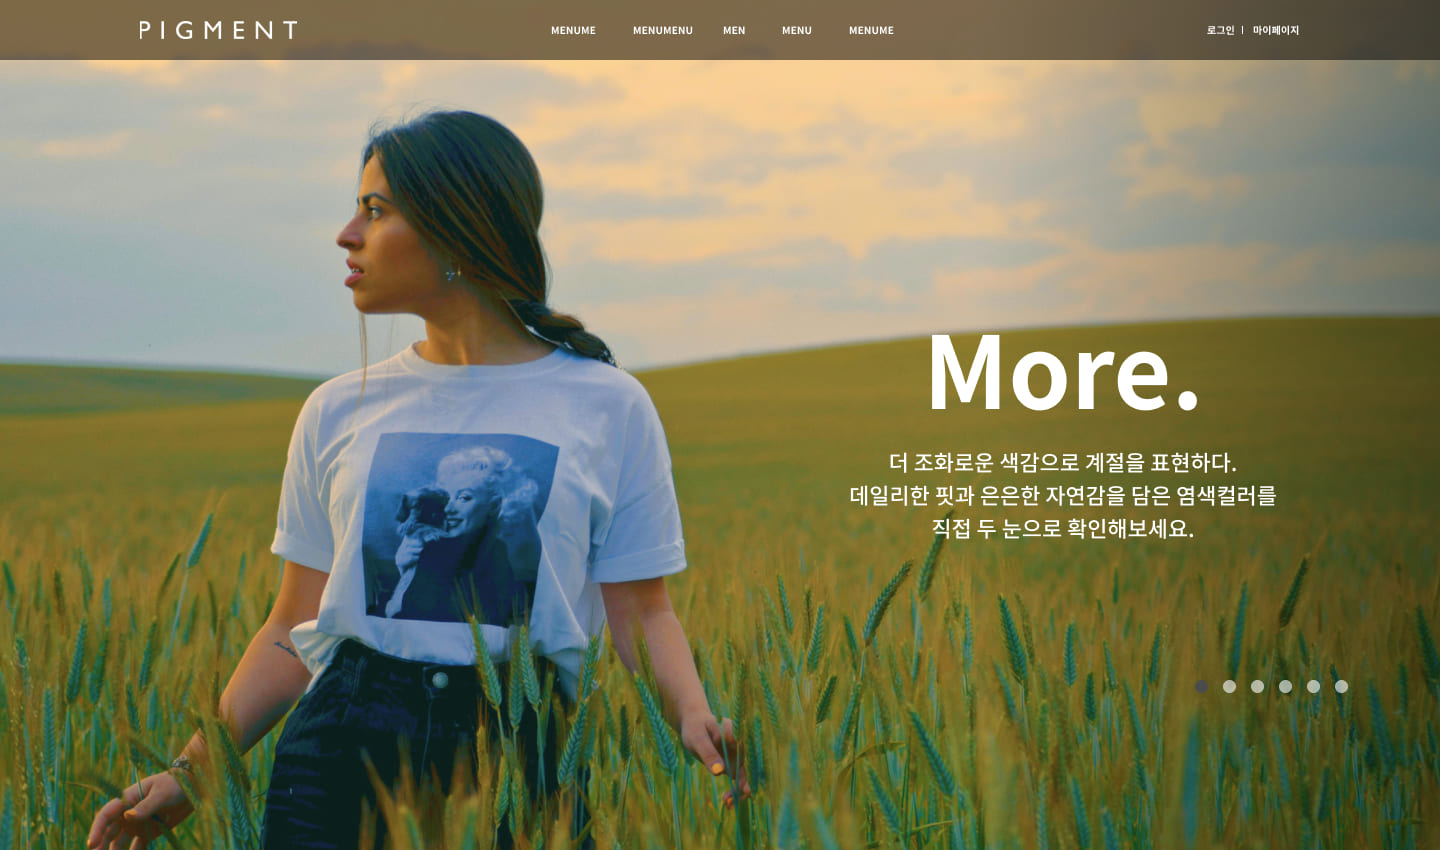 PIGMENT
MENUME MENUMENU MEN MENU MENUME
로그인 | 마이페이지
More.
더 조화로운 색감으로 계절을 표현하다.
데일리한 핏과 은은한 자연감을 담은 염색컬러를
직접 두 눈으로 확인해보세요.